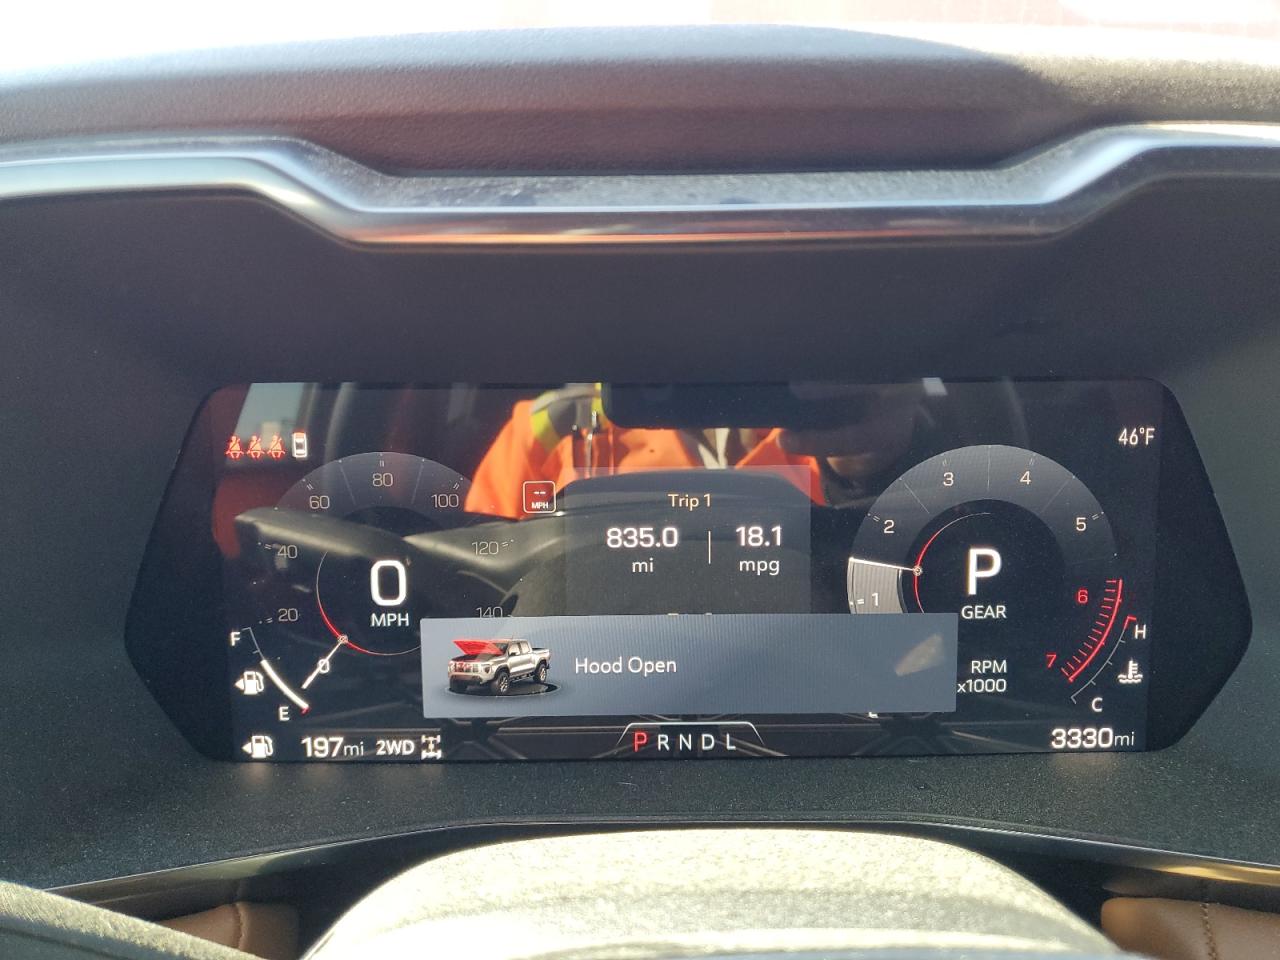 46°F
80
60
100
40
120
20
140
0
MPH
0
F
E
--
MPH
Trip 1
835.0 mi
18.1 mpg
3
4
2
5
1
6
7
P
GEAR
RPM
x1000
H
C
Hood Open
197mi 2WD
PRNDL
3330mi